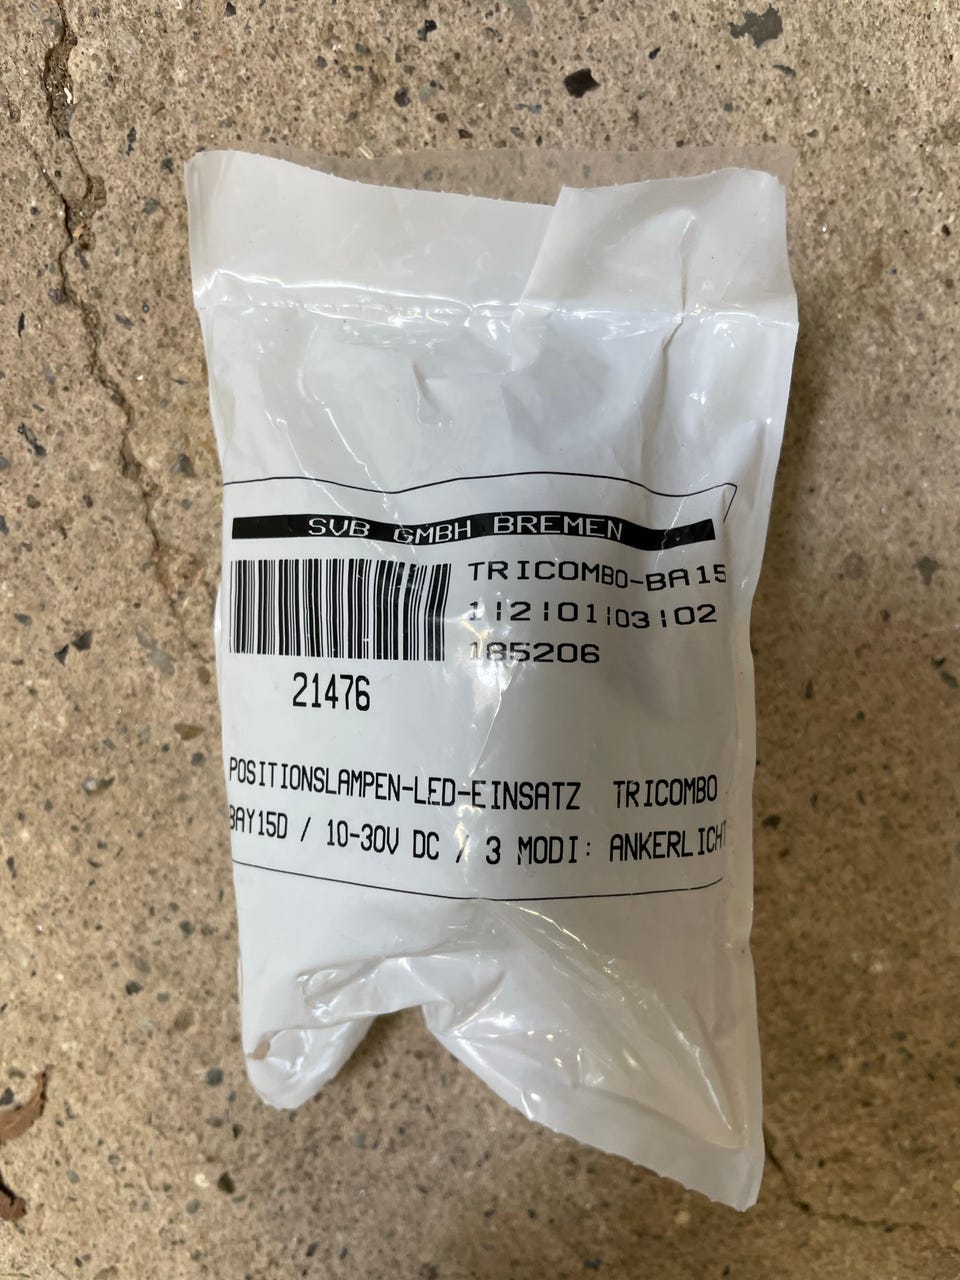 SVB GMBH BREMEN
TRICOMBO-BA15
1|2|01|03|02
185206
21476
POSITIONSLAMPEN-LED-EINSATZ TRICOMBO
BAY15D / 10-30V DC / 3 MODI: ANKERLICHT